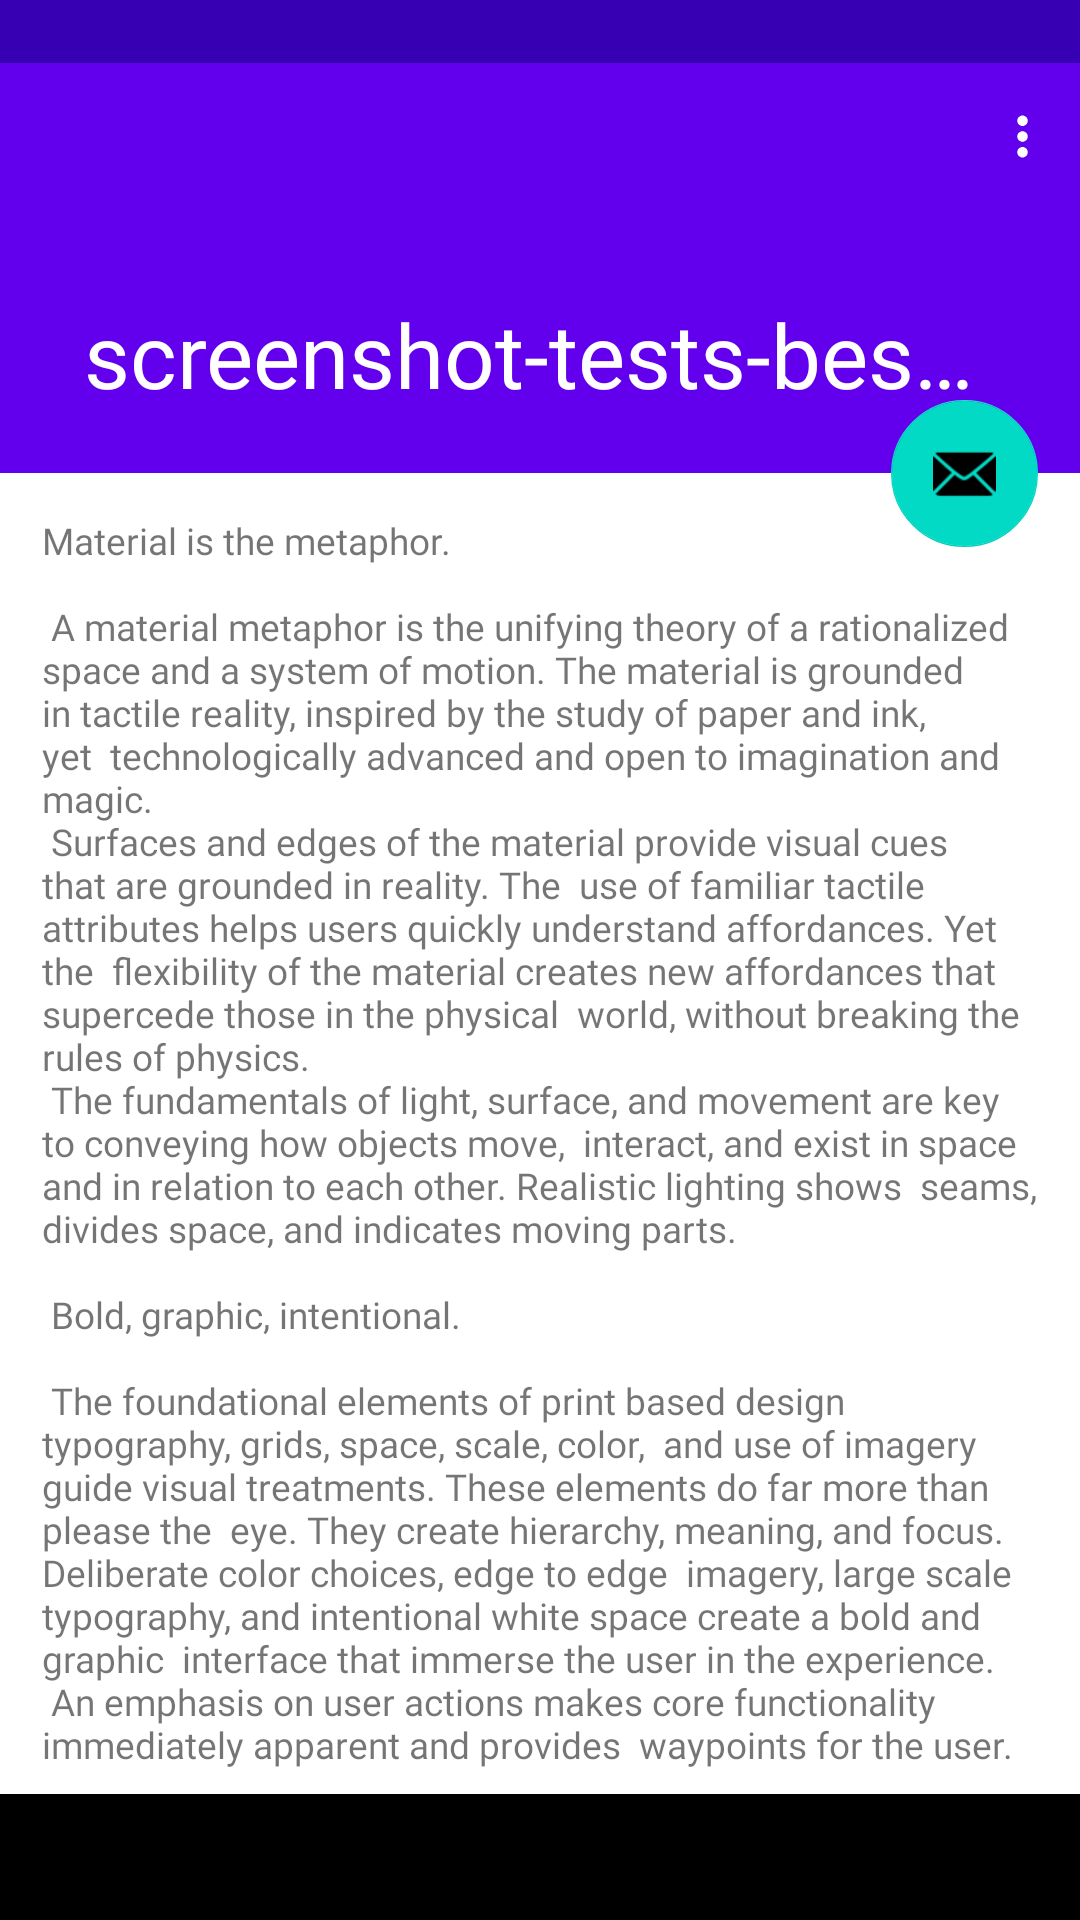 screenshot-tests-bes...
Material is the metaphor.
A material metaphor is the unifying theory of a rationalized
space and a system of motion. The material is grounded
in tactile reality, inspired by the study of paper and ink,
yet  technologically advanced and open to imagination and
magic.
Surfaces and edges of the material provide visual cues
that are grounded in reality. The  use of familiar tactile
attributes helps users quickly understand affordances. Yet
the  flexibility of the material creates new affordances that
supercede those in the physical  world, without breaking the
rules of physics.
The fundamentals of light, surface, and movement are key
to conveying how objects move,  interact, and exist in space
and in relation to each other. Realistic lighting shows  seams,
divides space, and indicates moving parts.
Bold, graphic, intentional.
The foundational elements of print based design
typography, grids, space, scale, color,  and use of imagery
guide visual treatments. These elements do far more than
please the  eye. They create hierarchy, meaning, and focus.
Deliberate color choices, edge to edge  imagery, large scale
typography, and intentional white space create a bold and
graphic  interface that immerse the user in the experience.
An emphasis on user actions makes core functionality
immediately apparent and provides  waypoints for the user.